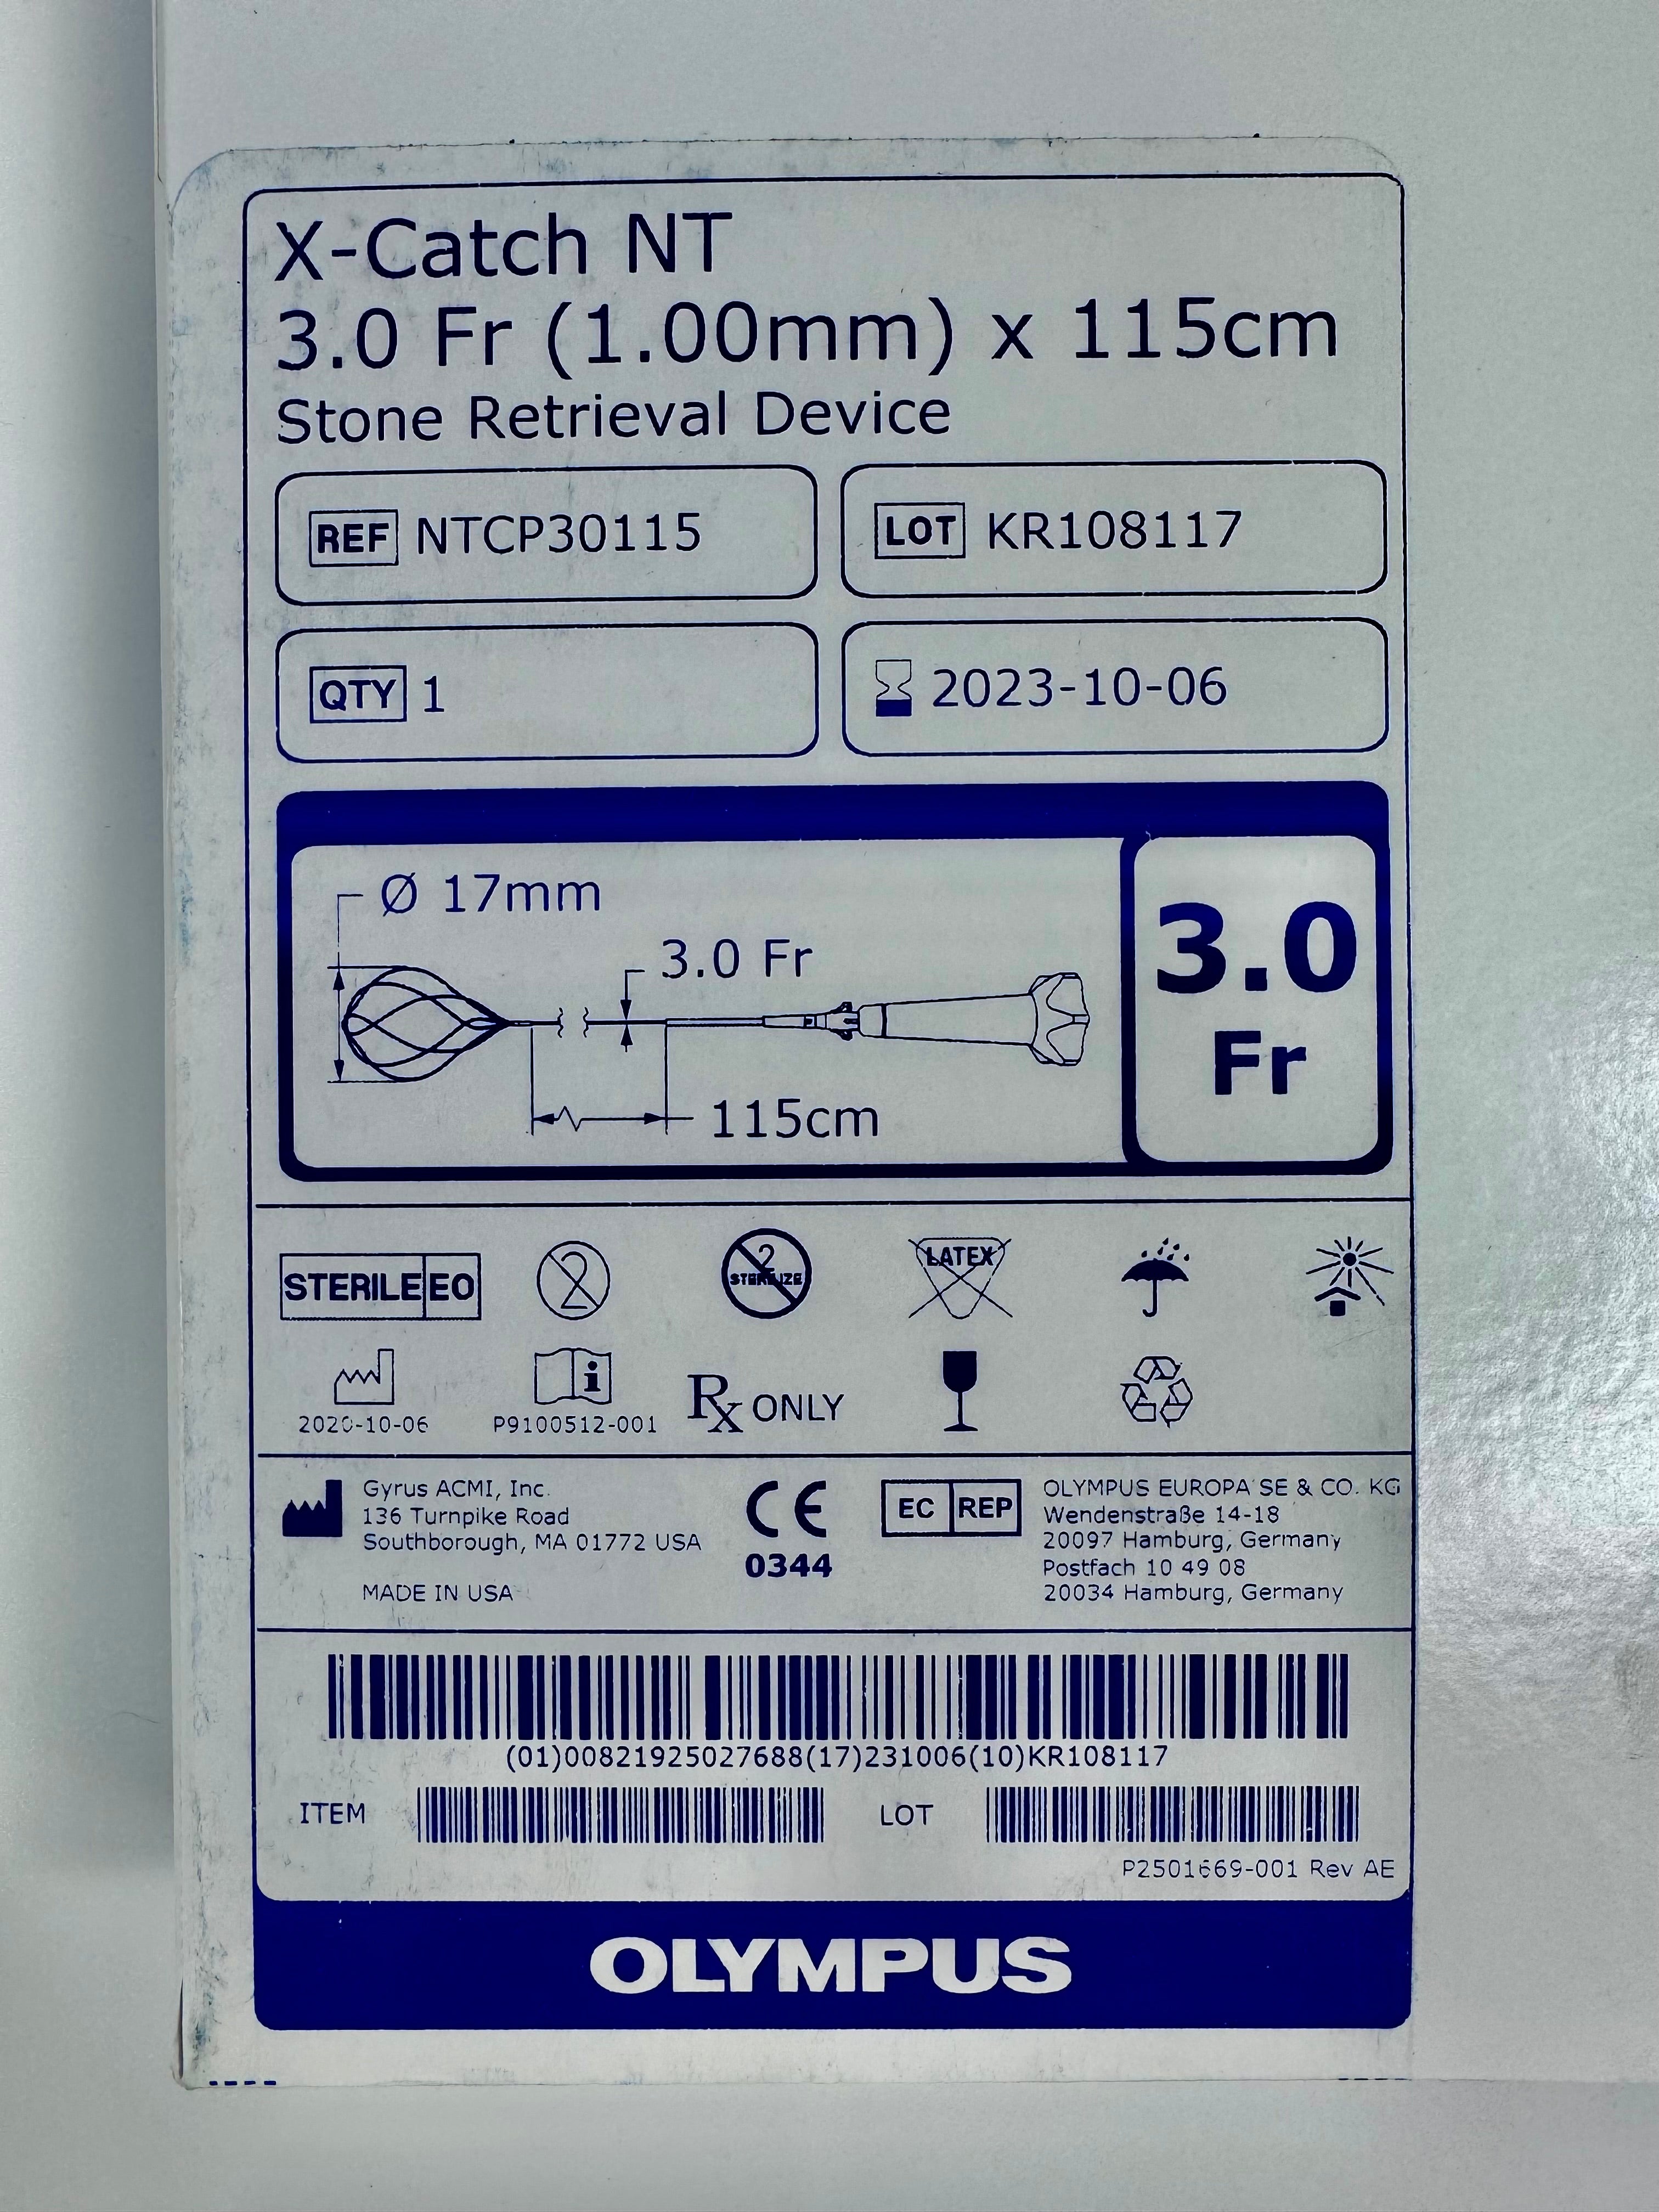 X-Catch NT
3.0 Fr (1.00mm) x 115cm
Stone Retrieval Device
REF NTCP30115
LOT KR108117
QTY 1
2023-10-06
Ø 17mm
3.0 Fr
115cm
3.0
Fr
STERILE EO
2
2
STERILIZE
LATEX
2020-10-06
i
P9100512-001
Rx ONLY
Gyrus ACMI, Inc.
136 Turnpike Road
Southborough, MA 01772 USA
MADE IN USA
CE
0344
EC REP
OLYMPUS EUROPA SE & CO. KG
Wendenstraße 14-18
20097 Hamburg, Germany
Postfach 10 49 08
20034 Hamburg, Germany
(01)00821925027688(17)231006(10)KR108117
ITEM
LOT
P2501669-001 Rev AE
OLYMPUS